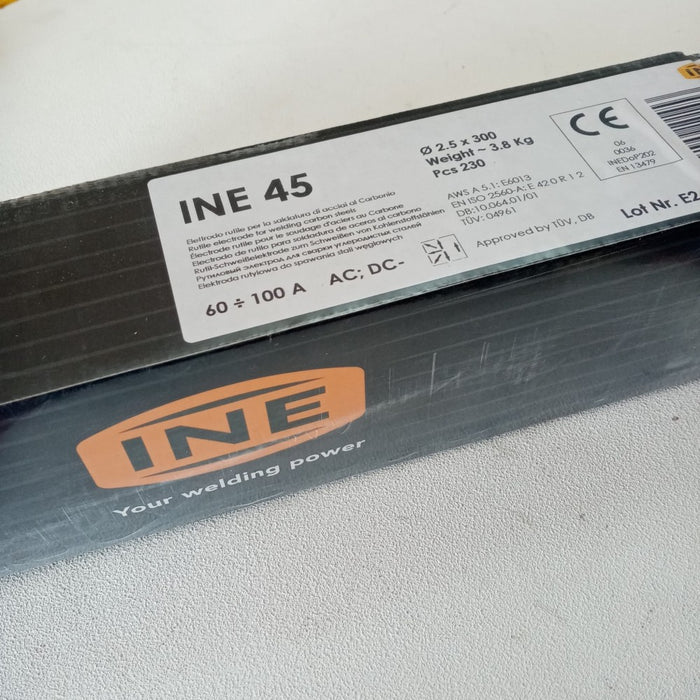 INE 45
Elettrodo rutile per la saldatura di acciai al Carbonio
Rutile electrode for welding carbon steels
Électrode rutile pour le soudage d'aciers au Carbone
Electrodo de rutilo para soldadura de aceros al carbono
Rutil-Schweißelektrode zum Schweißen von Kohlenstoffstählen
Рутиловый электрод для сварки углеродистых сталей
Elektroda rutylowa do spawania stali węglowych
60 ÷ 100 A AC; DC-
Ø 2.5 x 300
Weight ~ 3.8 Kg
Pcs 230
AWS A 5.1: E6013
EN ISO 2560-A: E 42 0 R 1 2
DB:10.064.01/01
TÜV: 04961
Approved by TÜV, DB
CE
06
0036
INEDoP202
EN 13479
Lot Nr. E2
INE
Your welding power